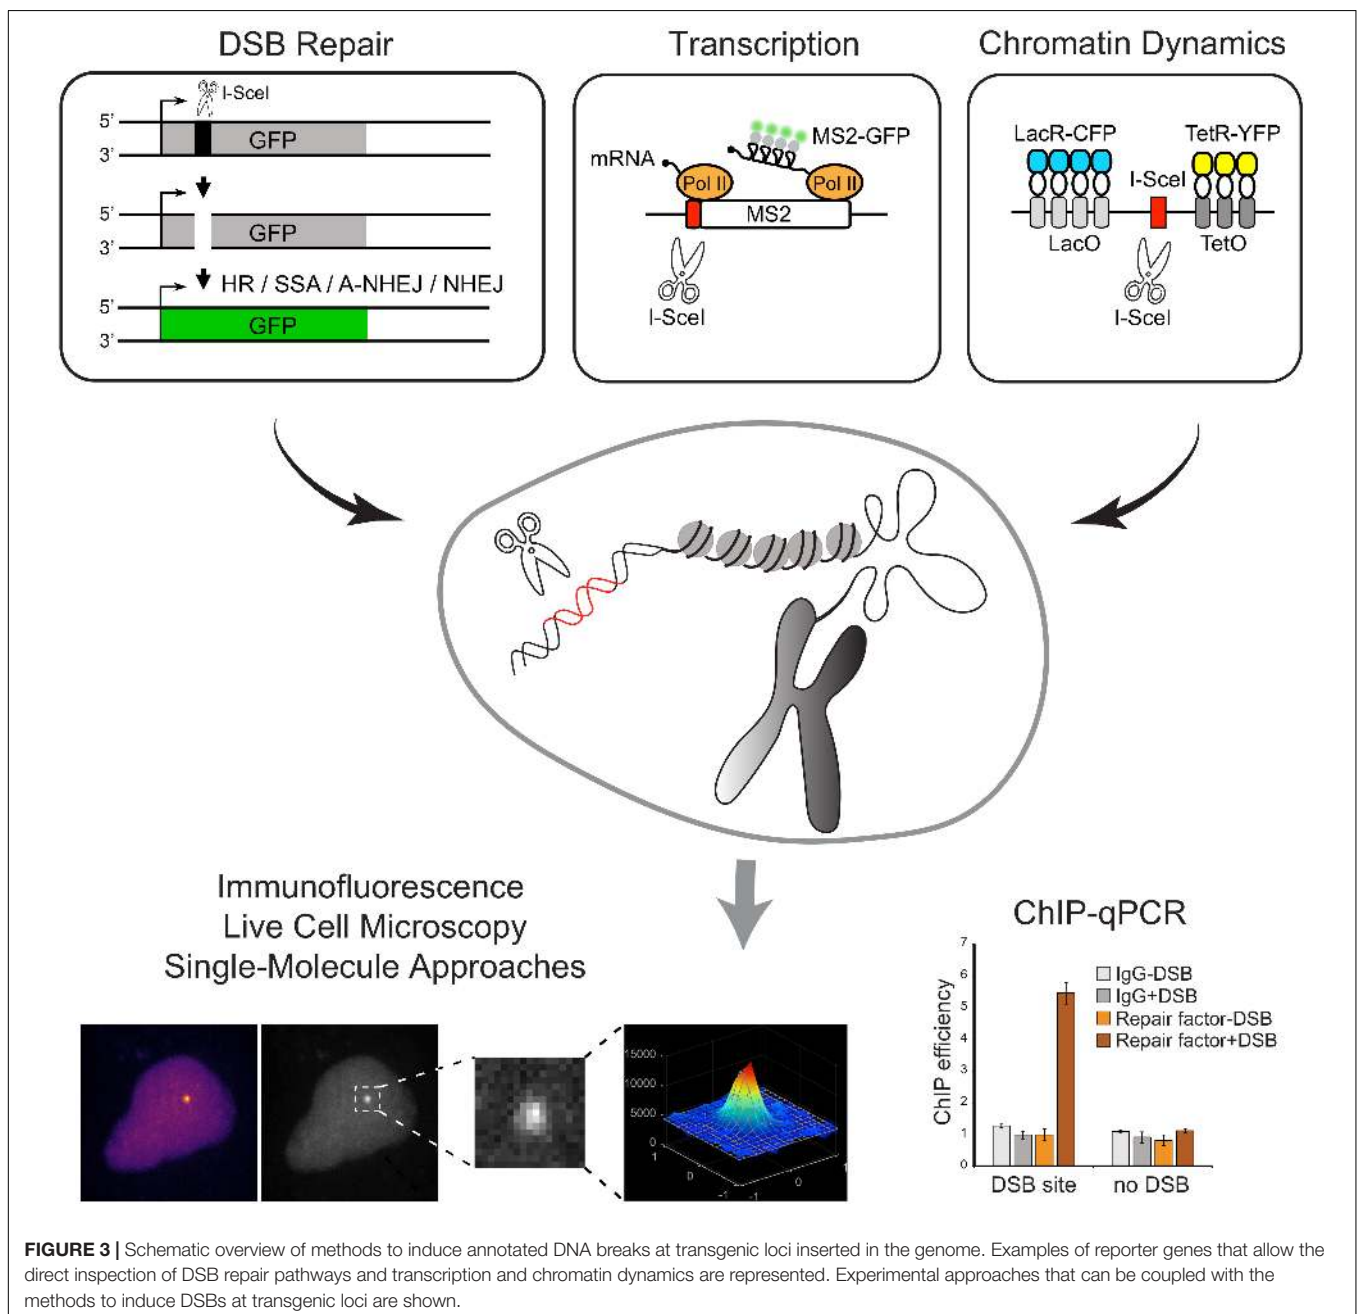 DSB Repair
Transcription
Chromatin Dynamics
I-SceI
5'
GFP
3'
5'
GFP
3'
HR / SSA / A-NHEJ / NHEJ
5'
GFP
3'
mRNA
MS2-GFP
Pol II
Pol II
MS2
I-SceI
LacR-CFP
TetR-YFP
I-SceI
LacO
TetO
I-SceI
Immunofluorescence
Live Cell Microscopy
Single-Molecule Approaches
15000
10000
5000
0
1
0
-1
-1
0
1
ChIP-qPCR
ChIP efficiency
7
6
5
4
3
2
1
0
IgG-DSB
IgG+DSB
Repair factor-DSB
Repair factor+DSB
DSB site
no DSB
FIGURE 3 | Schematic overview of methods to induce annotated DNA breaks at transgenic loci inserted in the genome. Examples of reporter genes that allow the
direct inspection of DSB repair pathways and transcription and chromatin dynamics are represented. Experimental approaches that can be coupled with the
methods to induce DSBs at transgenic loci are shown.